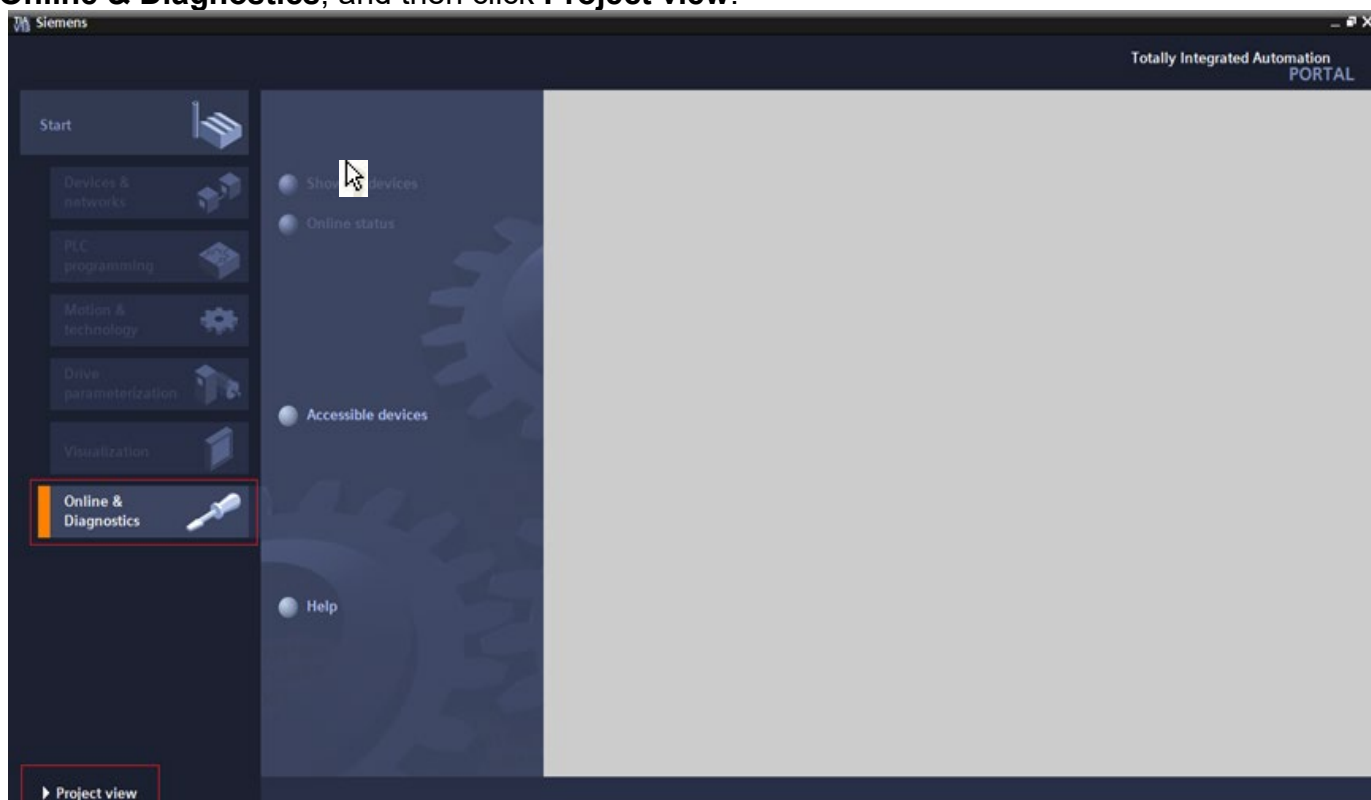 Online & Diagnostics, and then click Project view.
Siemens
Totally Integrated Automation
PORTAL
Start
Devices &
networks
PLC
programming
Motion &
technology
Drive
parameterization
Visualization
Online &
Diagnostics
Show devices
Online status
Accessible devices
Help
Project view